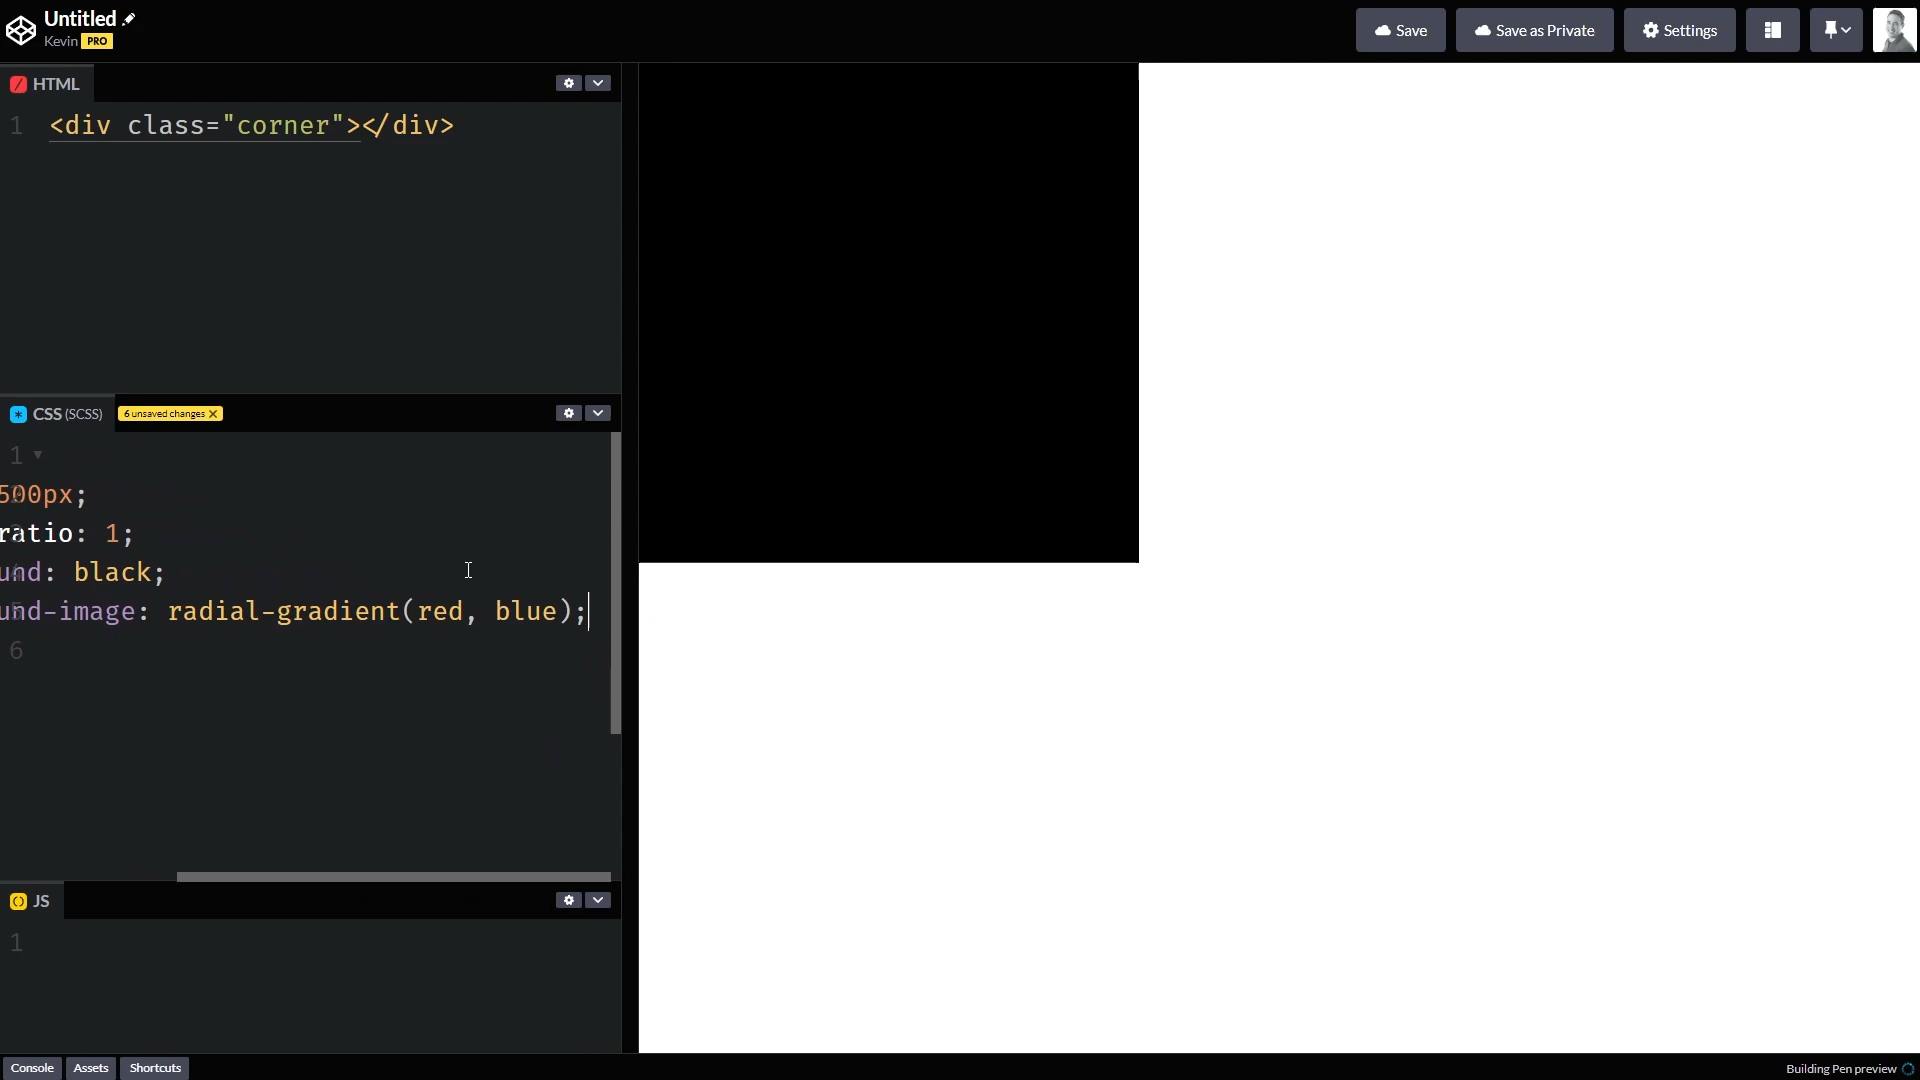 Untitled
Kevin PRO
Save
Save as Private
Settings
HTML
1 <div class="corner"></div>
CSS (SCSS) 6 unsaved changes
1
500px;
ratio: 1;
und: black;
und-image: radial-gradient(red, blue);
6
JS
1
Console
Assets
Shortcuts
Building Pen preview